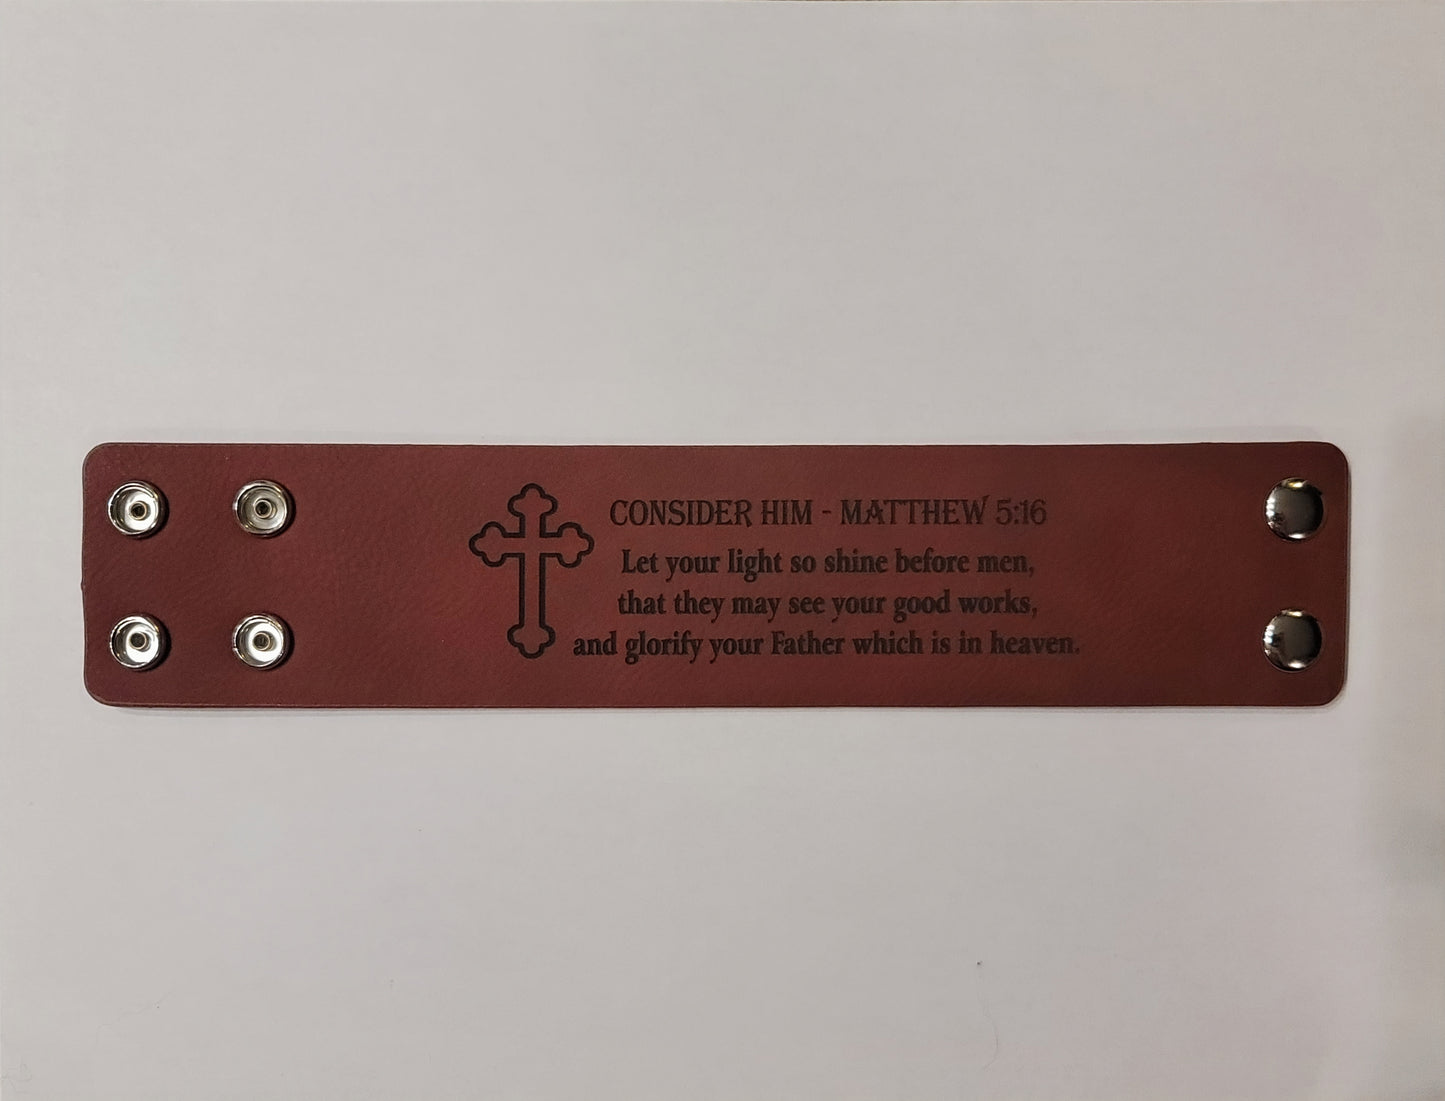 CONSIDER HIM - MATTHEW 5:16
Let your light so shine before men,
that they may see your good works,
and glorify your Father which is in heaven.